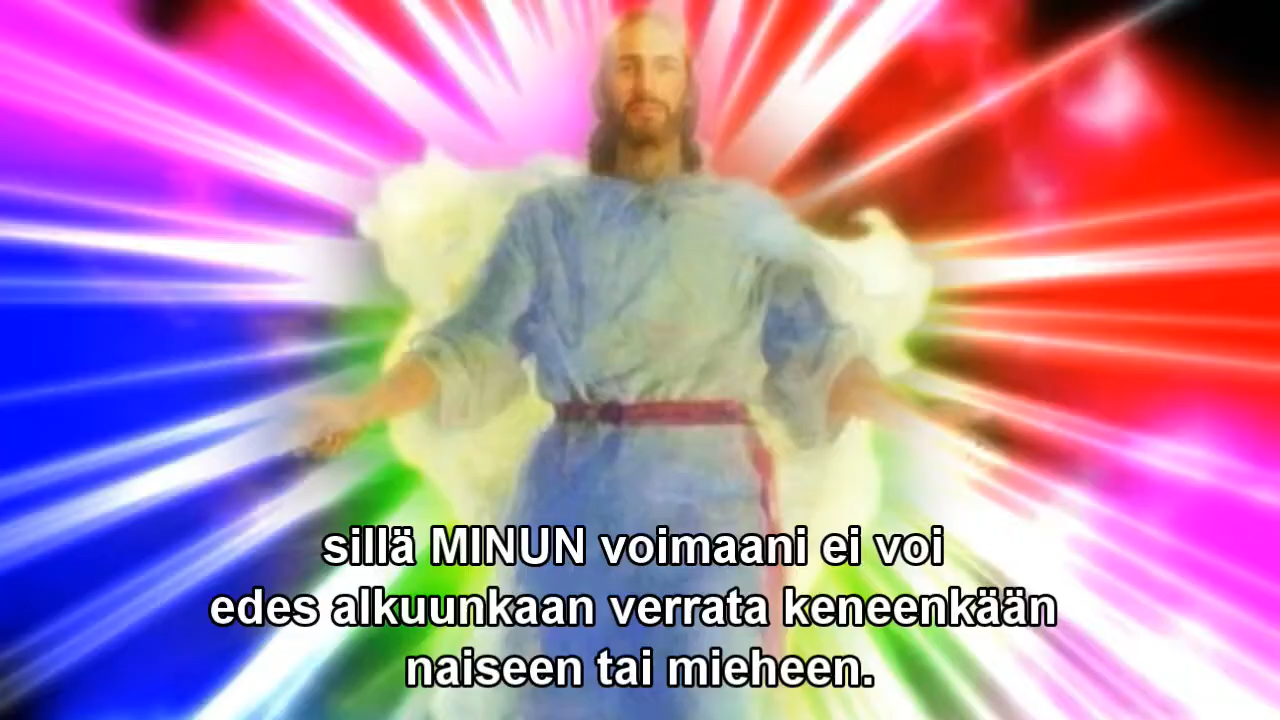 sillä MINUN voimaani ei voi
edes alkuunkaan verrata keneenkään
naiseen tai mieheen.